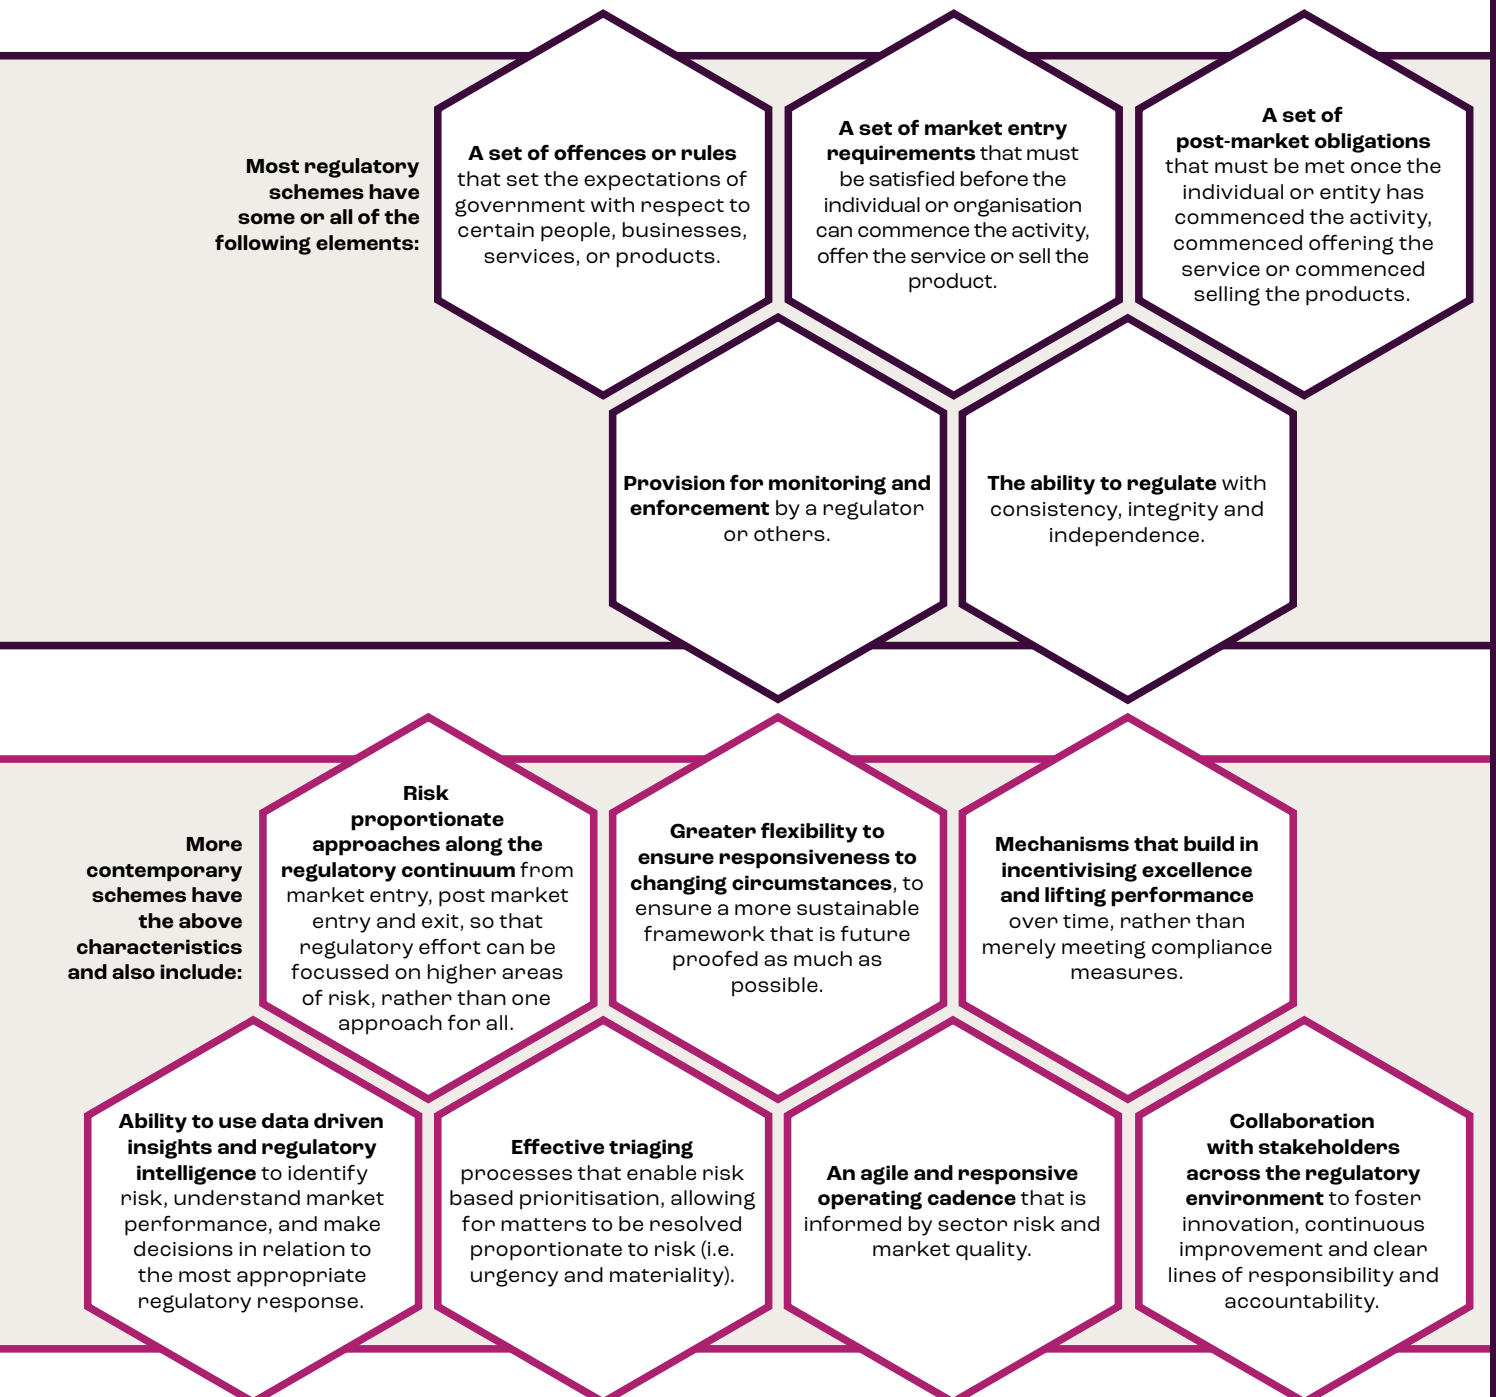 Most regulatory
schemes have
some or all of the
following elements:
A set of offences or rules
that set the expectations of
government with respect to
certain people, businesses,
services, or products.
A set of market entry
requirements that must
be satisfied before the
individual or organisation
can commence the activity,
offer the service or sell the
product.
A set of
post-market obligations
that must be met once the
individual or entity has
commenced the activity,
commenced offering the
service or commenced
selling the products.
Provision for monitoring and
enforcement by a regulator
or others.
The ability to regulate with
consistency, integrity and
independence.
More
contemporary
schemes have
the above
characteristics
and also include:
Risk
proportionate
approaches along the
regulatory continuum from
market entry, post market
entry and exit, so that
regulatory effort can be
focussed on higher areas
of risk, rather than one
approach for all.
Greater flexibility to
ensure responsiveness to
changing circumstances, to
ensure a more sustainable
framework that is future
proofed as much as
possible.
Mechanisms that build in
incentivising excellence
and lifting performance
over time, rather than
merely meeting compliance
measures.
Ability to use data driven
insights and regulatory
intelligence to identify
risk, understand market
performance, and make
decisions in relation to
the most appropriate
regulatory response.
Effective triaging
processes that enable risk
based prioritisation, allowing
for matters to be resolved
proportionate to risk (i.e.
urgency and materiality).
An agile and responsive
operating cadence that is
informed by sector risk and
market quality.
Collaboration
with stakeholders
across the regulatory
environment to foster
innovation, continuous
improvement and clear
lines of responsibility and
accountability.